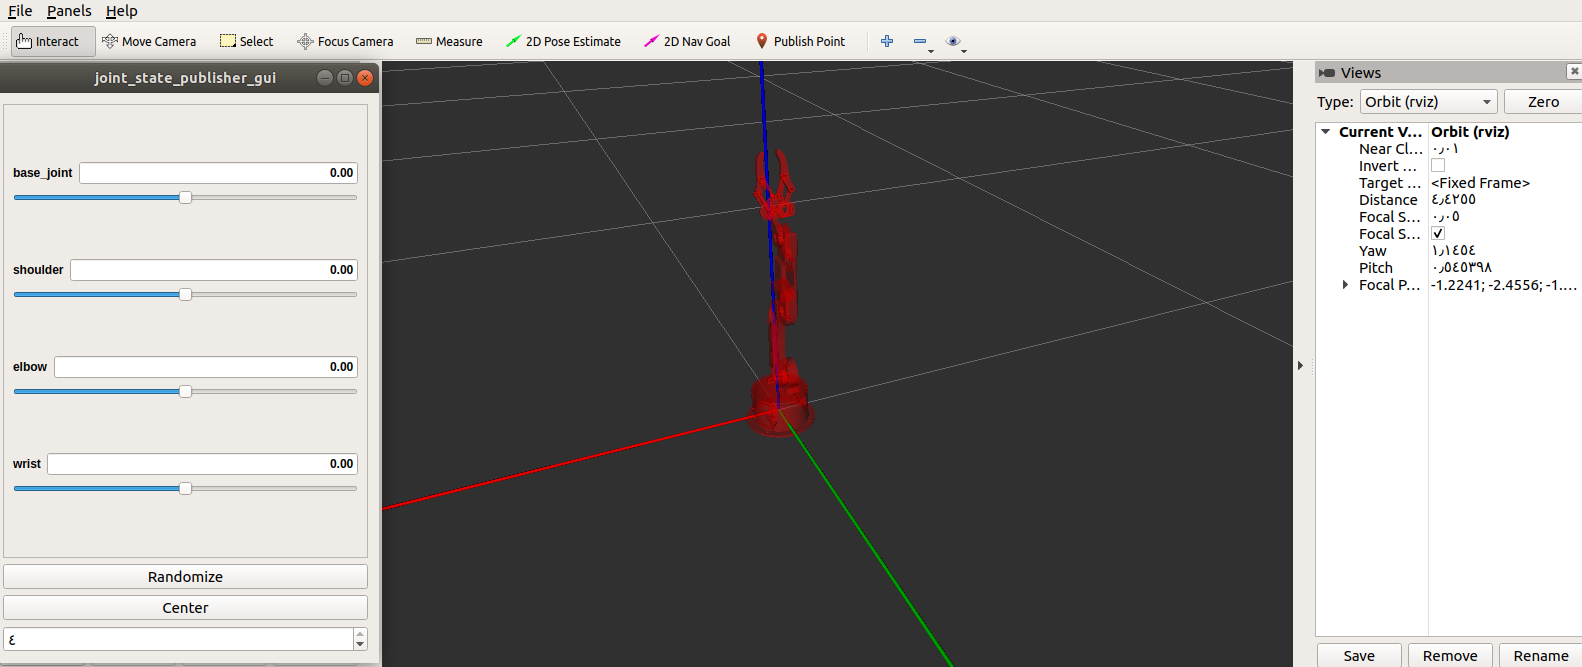 File Panels Help
Interact Move Camera Select Focus Camera Measure 2D Pose Estimate 2D Nav Goal Publish Point
joint_state_publisher_gui
base_joint 0.00
shoulder 0.00
elbow 0.00
wrist 0.00
Randomize
Center
٤
Views
Type: Orbit (rviz) Zero
Current V... Orbit (rviz)
Near Cl... ٠٫٠١
Invert ...
Target ... <Fixed Frame>
Distance ٤٫٤٢٥٥
Focal S... ٠٫٠٥
Focal S...
Yaw ١٫١٤٥٤
Pitch ٠٫٥٤٥٣٩٨
Focal P... -1.2241; -2.4556; -1....
Save Remove Rename